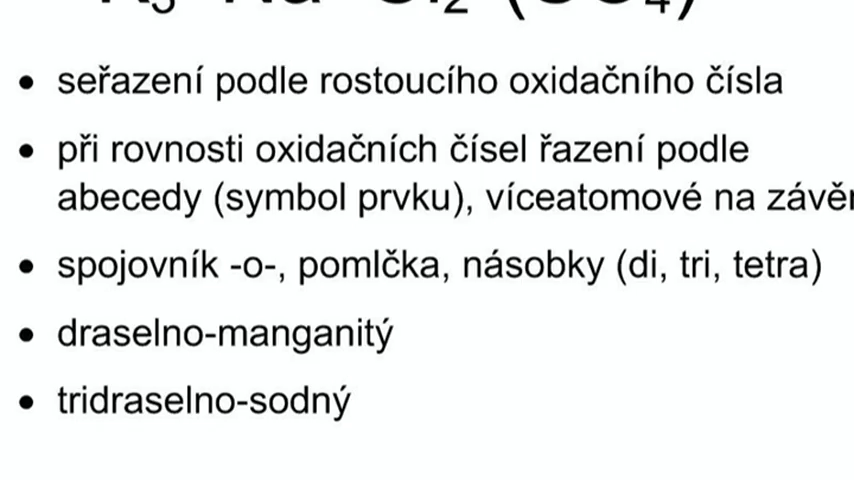 • seřazení podle rostoucího oxidačního čísla
• při rovnosti oxidačních čísel řazení podle
abecedy (symbol prvku), víceatomové na
• spojovník -o-, pomlčka, násobky (di, tri, tetra)
• draselno-manganitý
• tridraselno-sodný